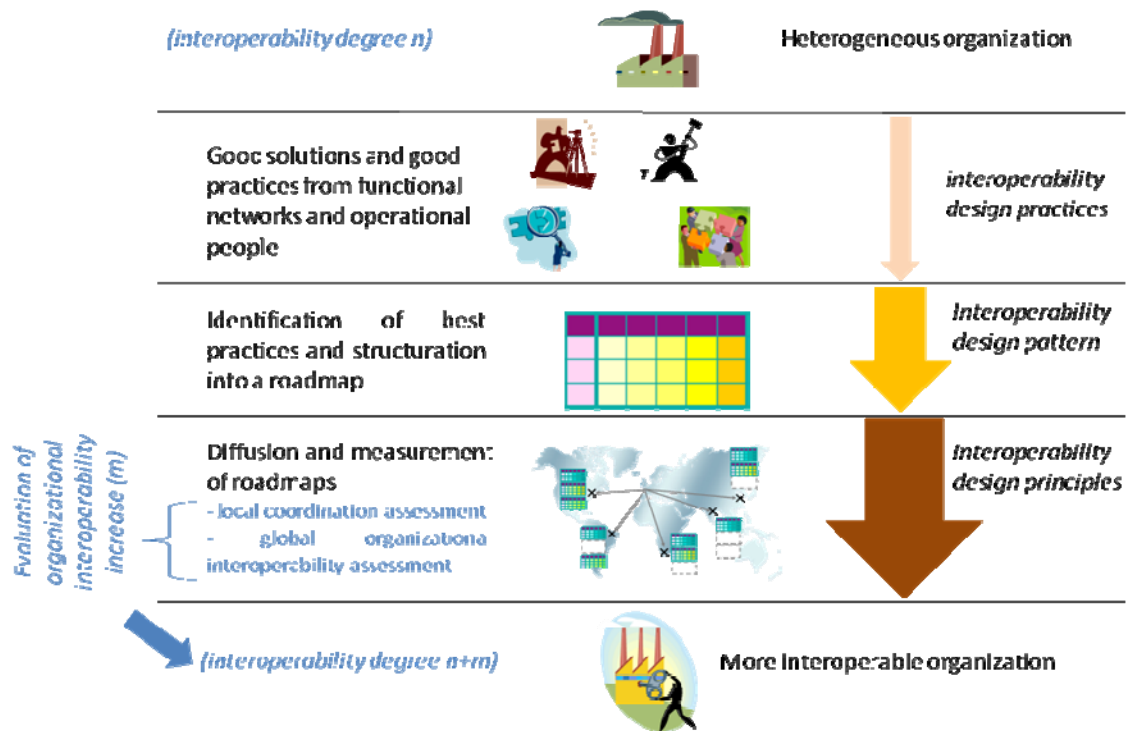 (interoperability degree n)
Heterogeneous organization
Gooc solutions and good
practices from functional
networks and operational
people
interoperability
design practices
Identification of best
practices and structuration
into a roadmap
Interoperability
design pattern
Evaluation of
organizational
interoperability
increase (m)
Diffusion and measurement
of roadmaps
- local coordination assessment
- global organizationa
interoperability assessment
Interoperability
design principles
(interoperability degree n+m)
More interoperable organization